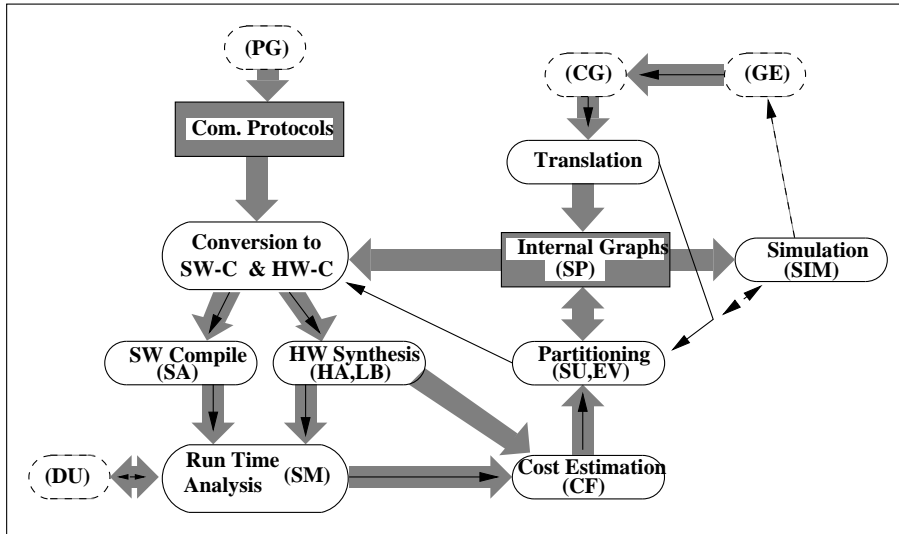 (PG)
(CG)
(GE)
Com. Protocols
Translation
Conversion to
SW-C & HW-C
Internal Graphs
(SP)
Simulation
(SIM)
SW Compile
(SA)
HW Synthesis
(HA,LB)
Partitioning
(SU,EV)
(DU)
Run Time
Analysis
(SM)
Cost Estimation
(CF)